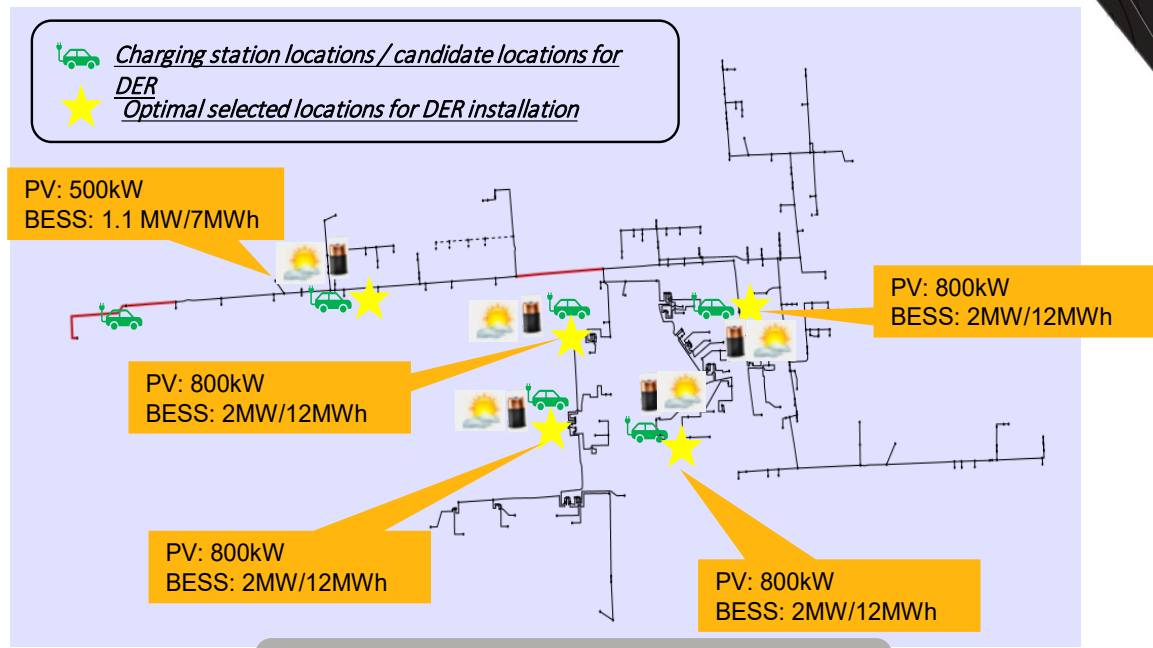 Charging station locations / candidate locations for
DER
Optimal selected locations for DER installation
PV: 500kW
BESS: 1.1 MW/7MWh
PV: 800kW
BESS: 2MW/12MWh
PV: 800kW
BESS: 2MW/12MWh
PV: 800kW
BESS: 2MW/12MWh
PV: 800kW
BESS: 2MW/12MWh